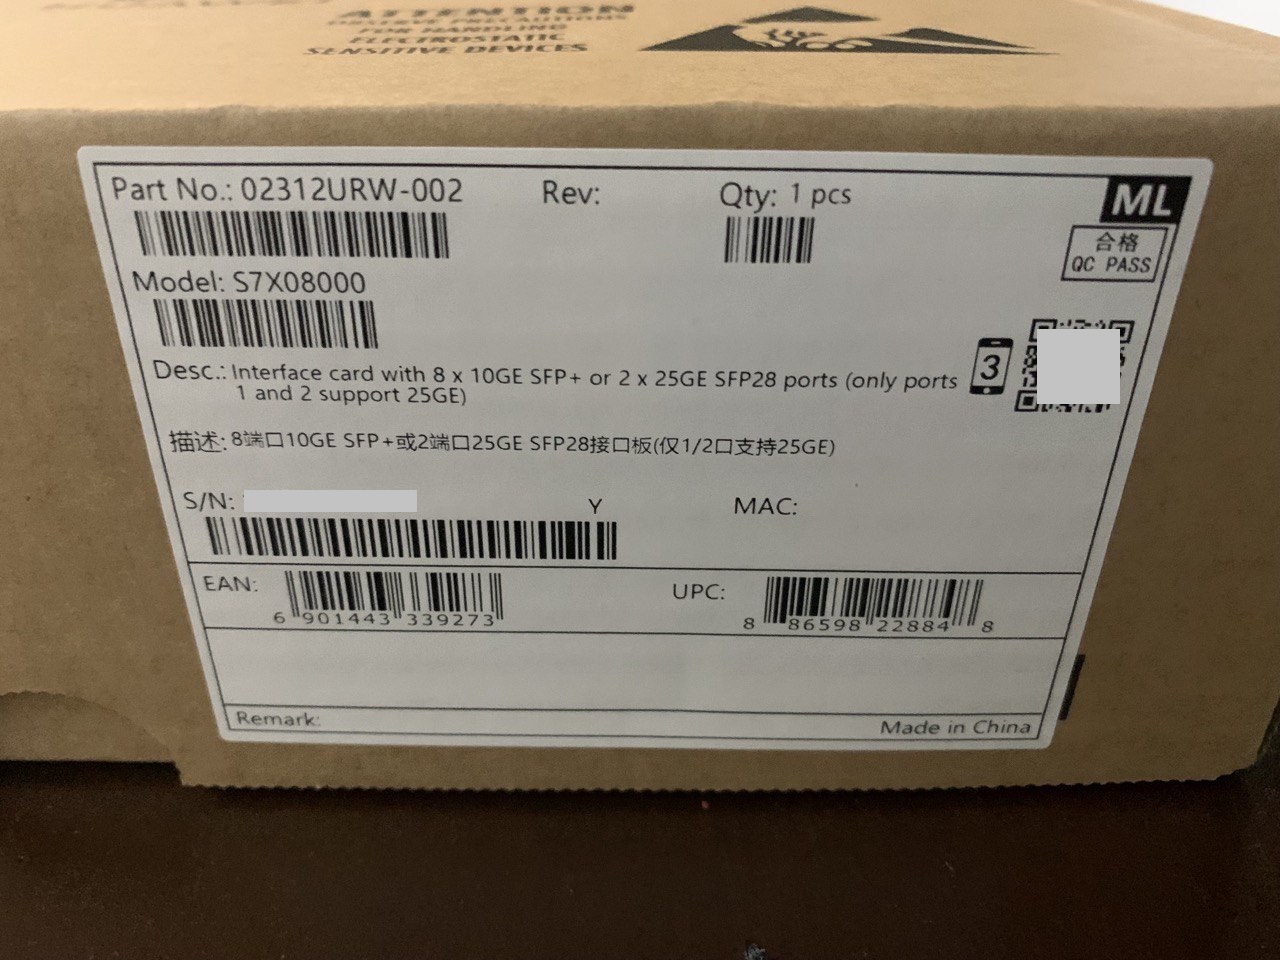 ATTENTION
OBSERVE PRECAUTIONS
FOR HANDLING
ELECTROSTATIC
SENSITIVE DEVICES
Part No.: 02312URW-002 Rev: Qty: 1 pcs ML
合格
QC PASS
Model: S7X08000
Desc.: Interface card with 8 x 10GE SFP+ or 2 x 25GE SFP28 ports (only ports
1 and 2 support 25GE)
3
描述: 8端口10GE SFP+或2端口25GE SFP28接口板(仅1/2口支持25GE)
S/N: Y MAC:
EAN: 6 901443 339273 UPC: 8 86598 22884 8
Remark: Made in China